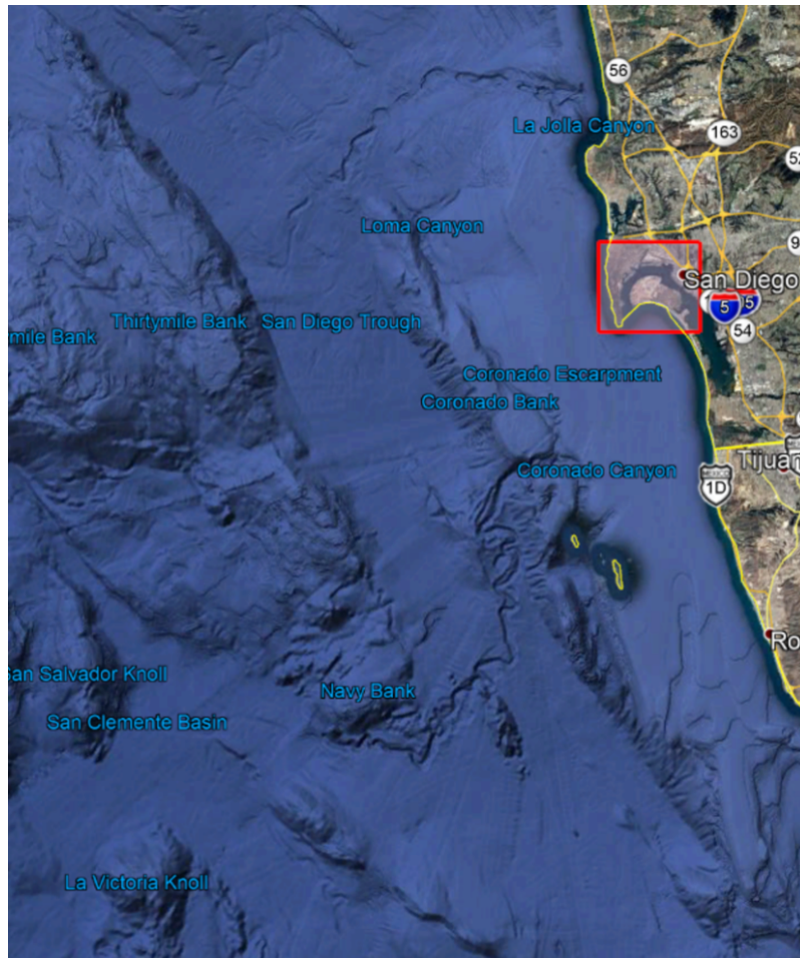 56
La Jolla Canyon
163
52
Loma Canyon
9
San Diego
5
15
54
Thirtymile Bank
San Diego Trough
mile Bank
Coronado Escarpment
Coronado Bank
Coronado Canyon
Tijuan
1D
Ro
San Salvador Knoll
Navy Bank
San Clemente Basin
La Victoria Knoll